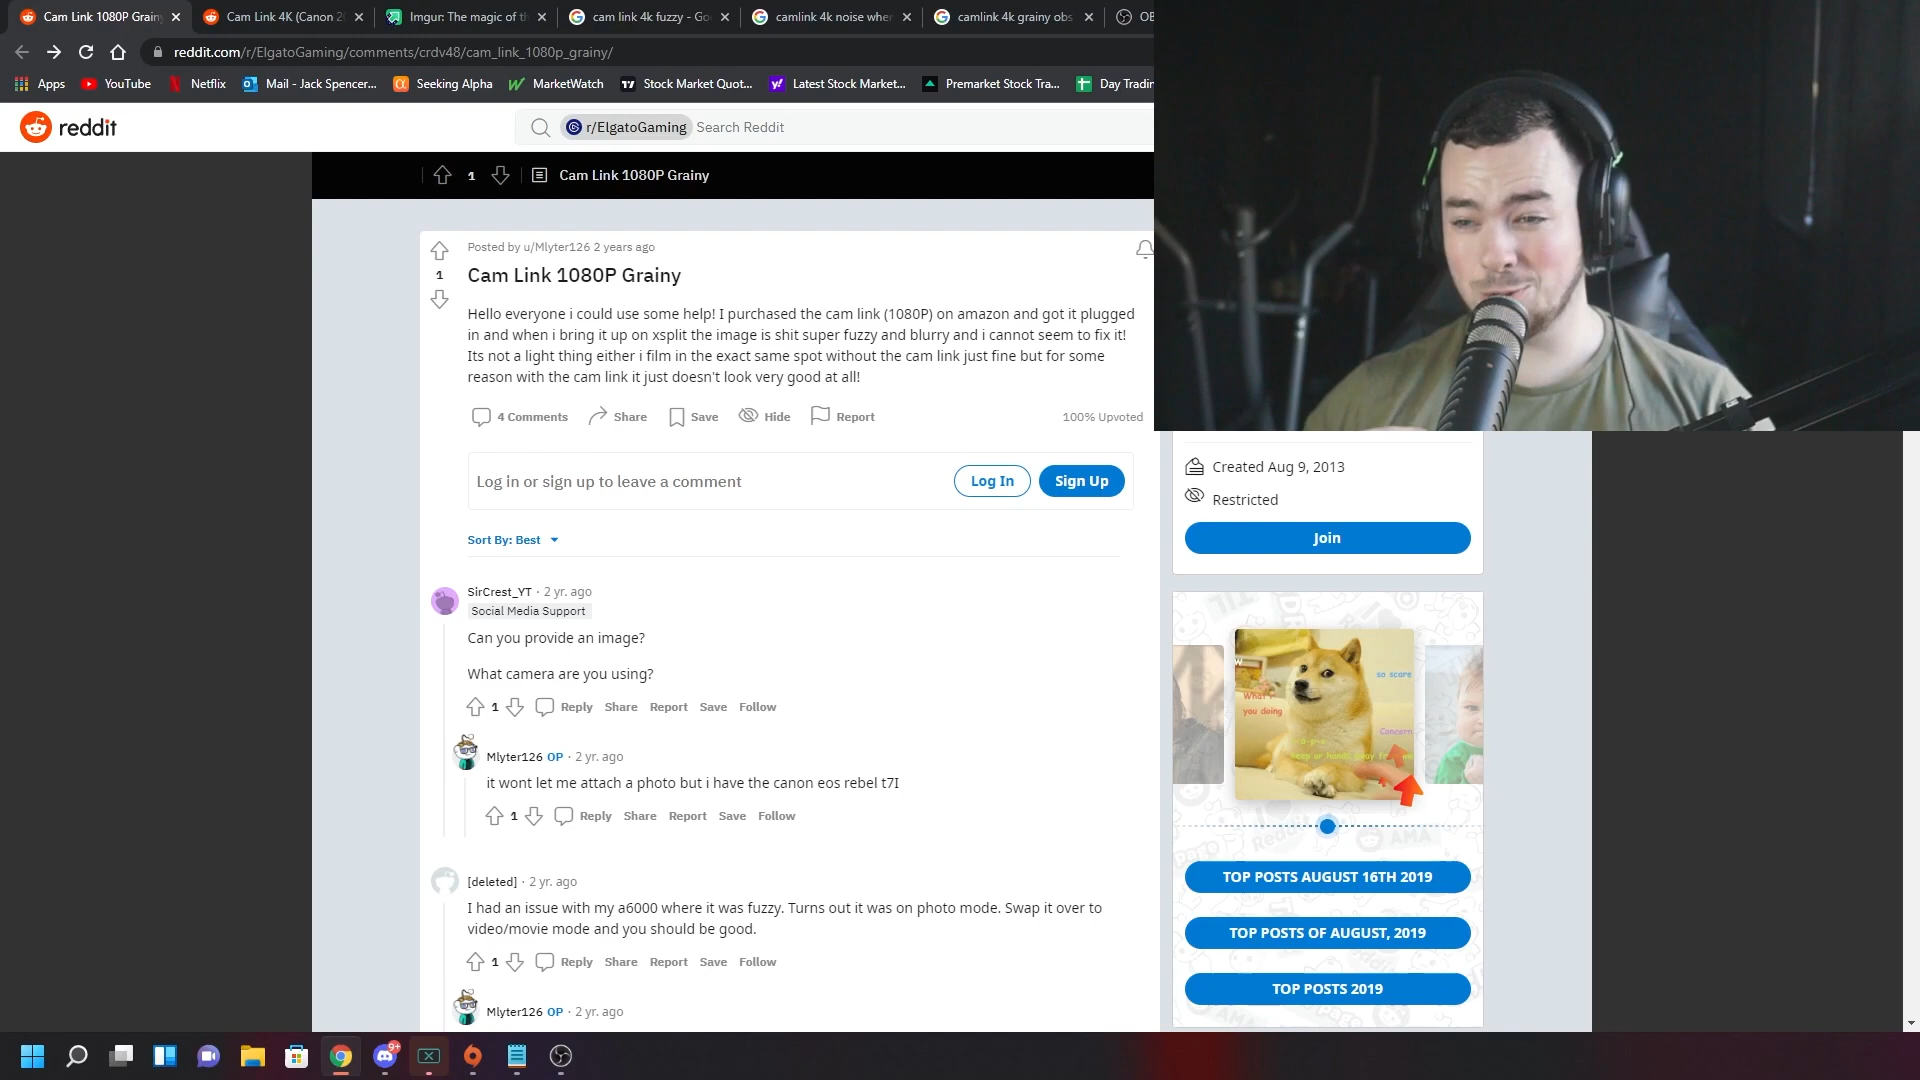 Cam Link 1080P Grainy
Cam Link 4K (Canon 2
Imgur: The magic of th
cam link 4k fuzzy - Go
camlink 4k noise when
camlink 4k grainy obs
OB
reddit.com/r/ElgatoGaming/comments/crdv48/cam_link_1080p_grainy/
Apps
YouTube
Netflix
Mail - Jack Spencer...
Seeking Alpha
MarketWatch
Stock Market Quot...
Latest Stock Market...
Premarket Stock Tra...
Day Tradin
reddit
r/ElgatoGaming
Search Reddit
1
Cam Link 1080P Grainy
Posted by u/Mlyter126 2 years ago
1
Cam Link 1080P Grainy
Hello everyone i could use some help! I purchased the cam link (1080P) on amazon and got it plugged
in and when i bring it up on xsplit the image is shit super fuzzy and blurry and i cannot seem to fix it!
Its not a light thing either i film in the exact same spot without the cam link just fine but for some
reason with the cam link it just doesn't look very good at all!
4 Comments Share Save Hide Report 100% Upvoted
Log in or sign up to leave a comment
Log In
Sign Up
Sort By: Best
SirCrest_YT · 2 yr. ago
Social Media Support
Can you provide an image?
What camera are you using?
1 Reply Share Report Save Follow
Mlyter126 OP · 2 yr. ago
it wont let me attach a photo but i have the canon eos rebel t7I
1 Reply Share Report Save Follow
[deleted] · 2 yr. ago
I had an issue with my a6000 where it was fuzzy. Turns out it was on photo mode. Swap it over to
video/movie mode and you should be good.
1 Reply Share Report Save Follow
Mlyter126 OP · 2 yr. ago
Created Aug 9, 2013
Restricted
Join
so scare
you doing
Concern
TOP POSTS AUGUST 16TH 2019
TOP POSTS OF AUGUST, 2019
TOP POSTS 2019
9+